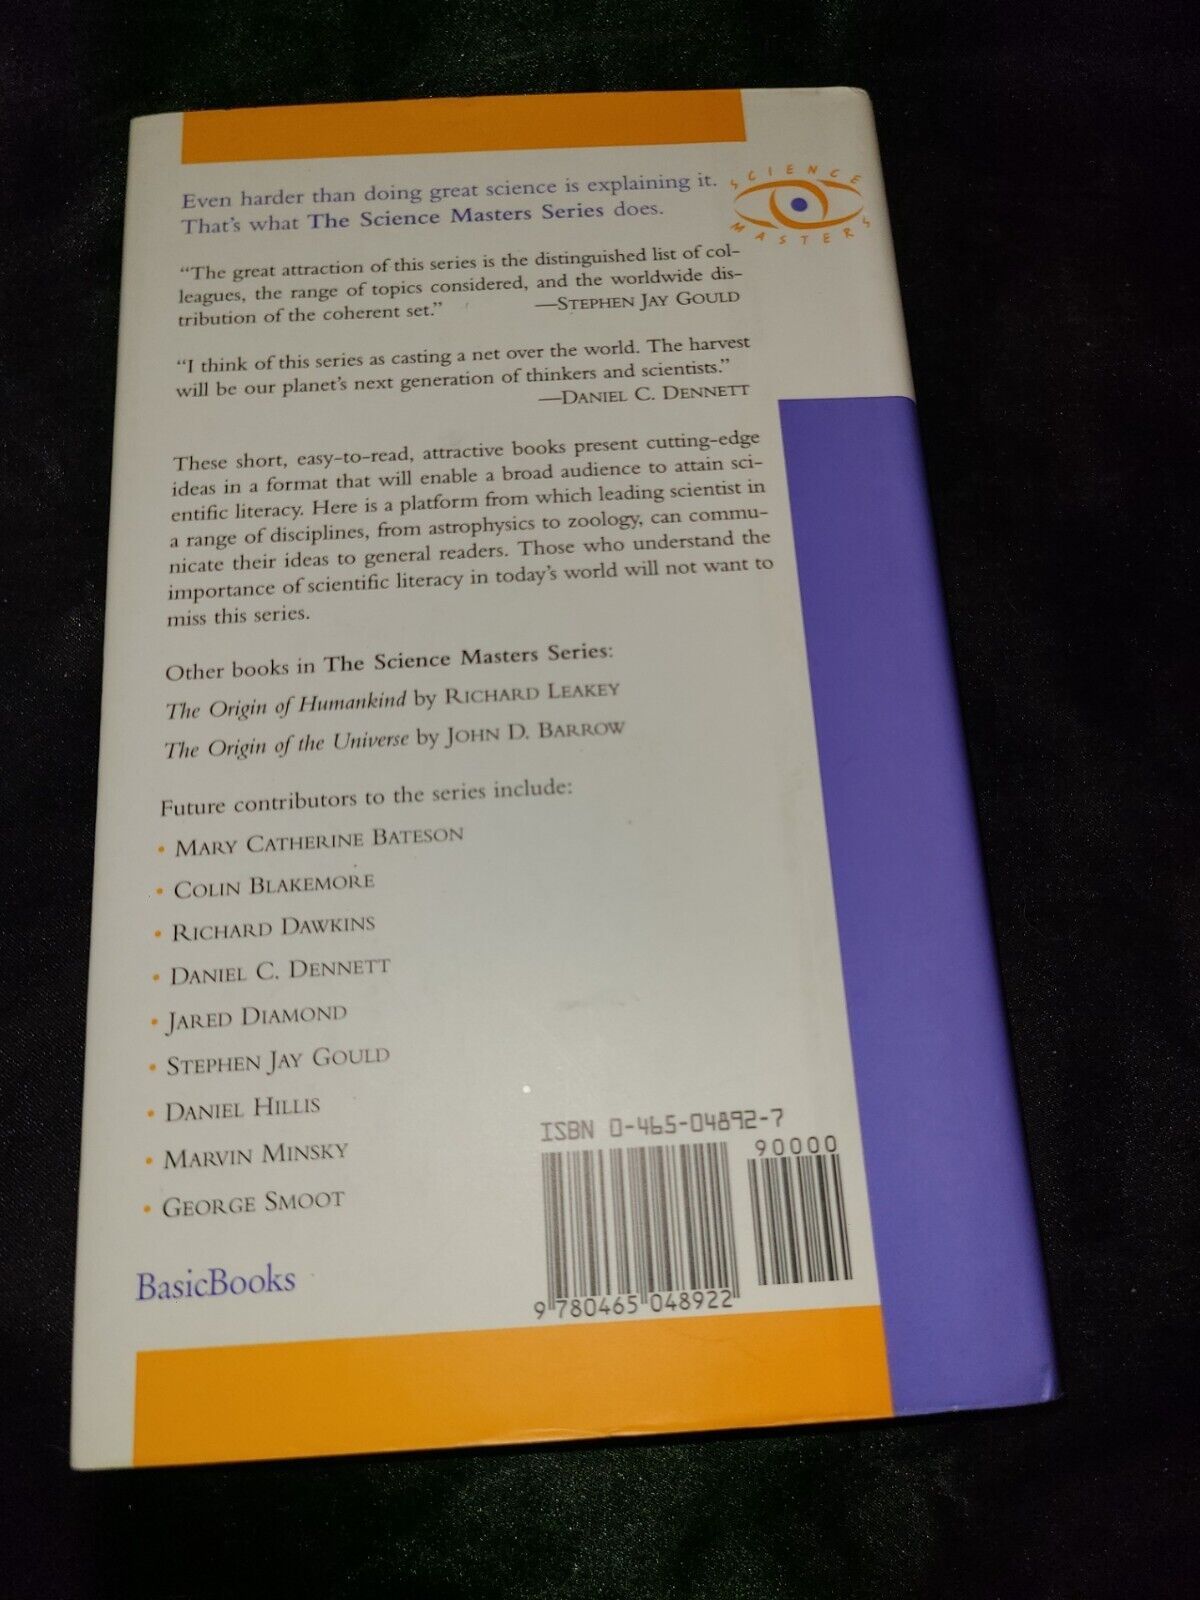 Even harder than doing great science is explaining it.
That's what The Science Masters Series does.
SCIENCE
MASTERS
“The great attraction of this series is the distinguished list of col-
leagues, the range of topics considered, and the worldwide dis-
tribution of the coherent set.” —STEPHEN JAY GOULD
“I think of this series as casting a net over the world. The harvest
will be our planet's next generation of thinkers and scientists.”
—DANIEL C. DENNETT
These short, easy-to-read, attractive books present cutting-edge
ideas in a format that will enable a broad audience to attain sci-
entific literacy. Here is a platform from which leading scientist in
a range of disciplines, from astrophysics to zoology, can commu-
nicate their ideas to general readers. Those who understand the
importance of scientific literacy in today's world will not want to
miss this series.
Other books in The Science Masters Series:
The Origin of Humankind by RICHARD LEAKEY
The Origin of the Universe by JOHN D. BARROW
Future contributors to the series include:
• MARY CATHERINE BATESON
• COLIN BLAKEMORE
• RICHARD DAWKINS
• DANIEL C. DENNETT
• JARED DIAMOND
• STEPHEN JAY GOULD
• DANIEL HILLIS
• MARVIN MINSKY
• GEORGE SMOOT
BasicBooks
ISBN 0-465-04892-7
90000
9 780465 048922